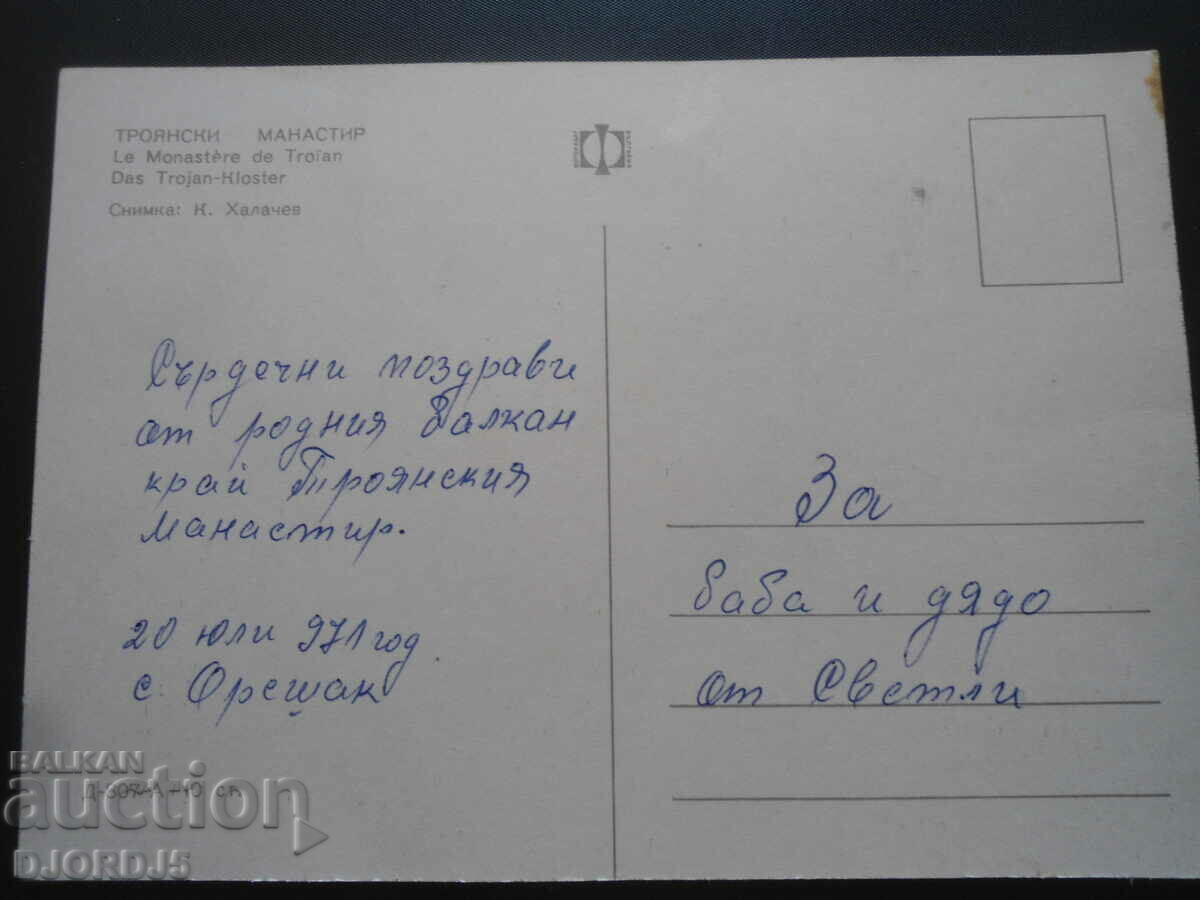 ТРОЯНСКИ МАНАСТИР
Le Monastère de Troïan
Das Trojan-Kloster
Снимка: К. Халачев
Сърдечни поздрави
от родния Балкан
край Троянския
манастир.
20 юли 971 год.
с. Орешак
За
баба и дядо
от Светли
BALKAN
auction
DJORDJ5